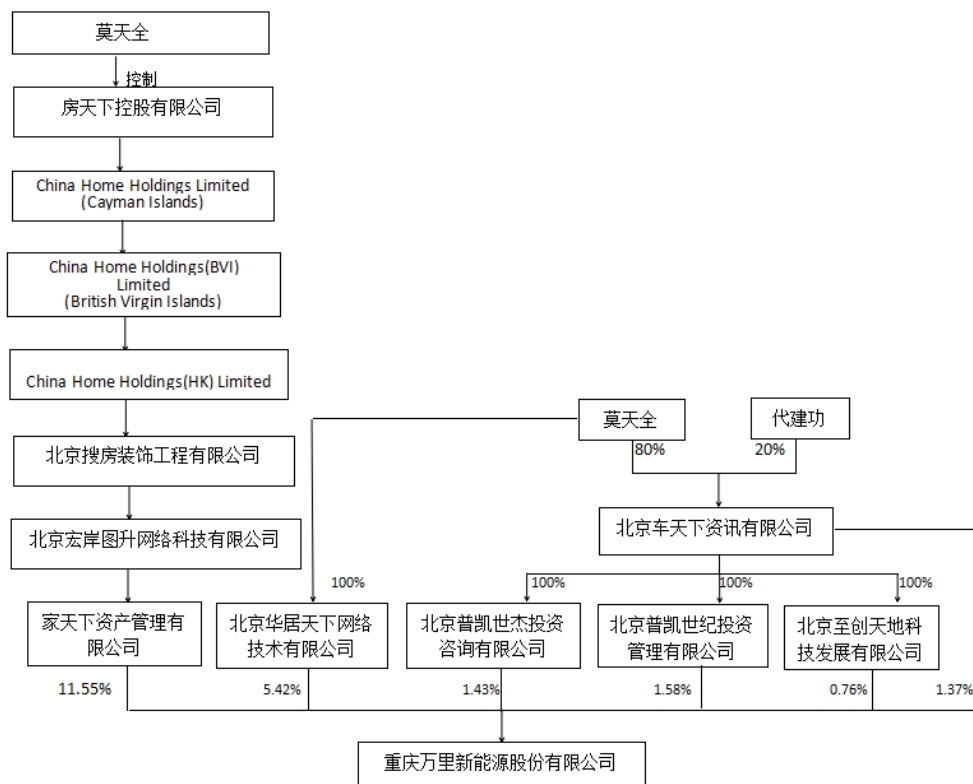 莫天全
控制
房天下控股有限公司
China Home Holdings Limited
(Cayman Islands)
China Home Holdings(BVI)
Limited
(British Virgin Islands)
China Home Holdings(HK) Limited
莫天全
代建功
80%
20%
北京搜房装饰工程有限公司
北京车天下资讯有限公司
北京宏岸图升网络科技有限公司
100%
100%
100%
100%
家天下资产管理有
限公司
北京华居天下网络
技术有限公司
北京普凯世杰投资
咨询有限公司
北京普凯世纪投资
管理有限公司
北京至创天地科
技发展有限公司
11.55%
5.42%
1.43%
1.58%
0.76%
1.37%
重庆万里新能源股份有限公司